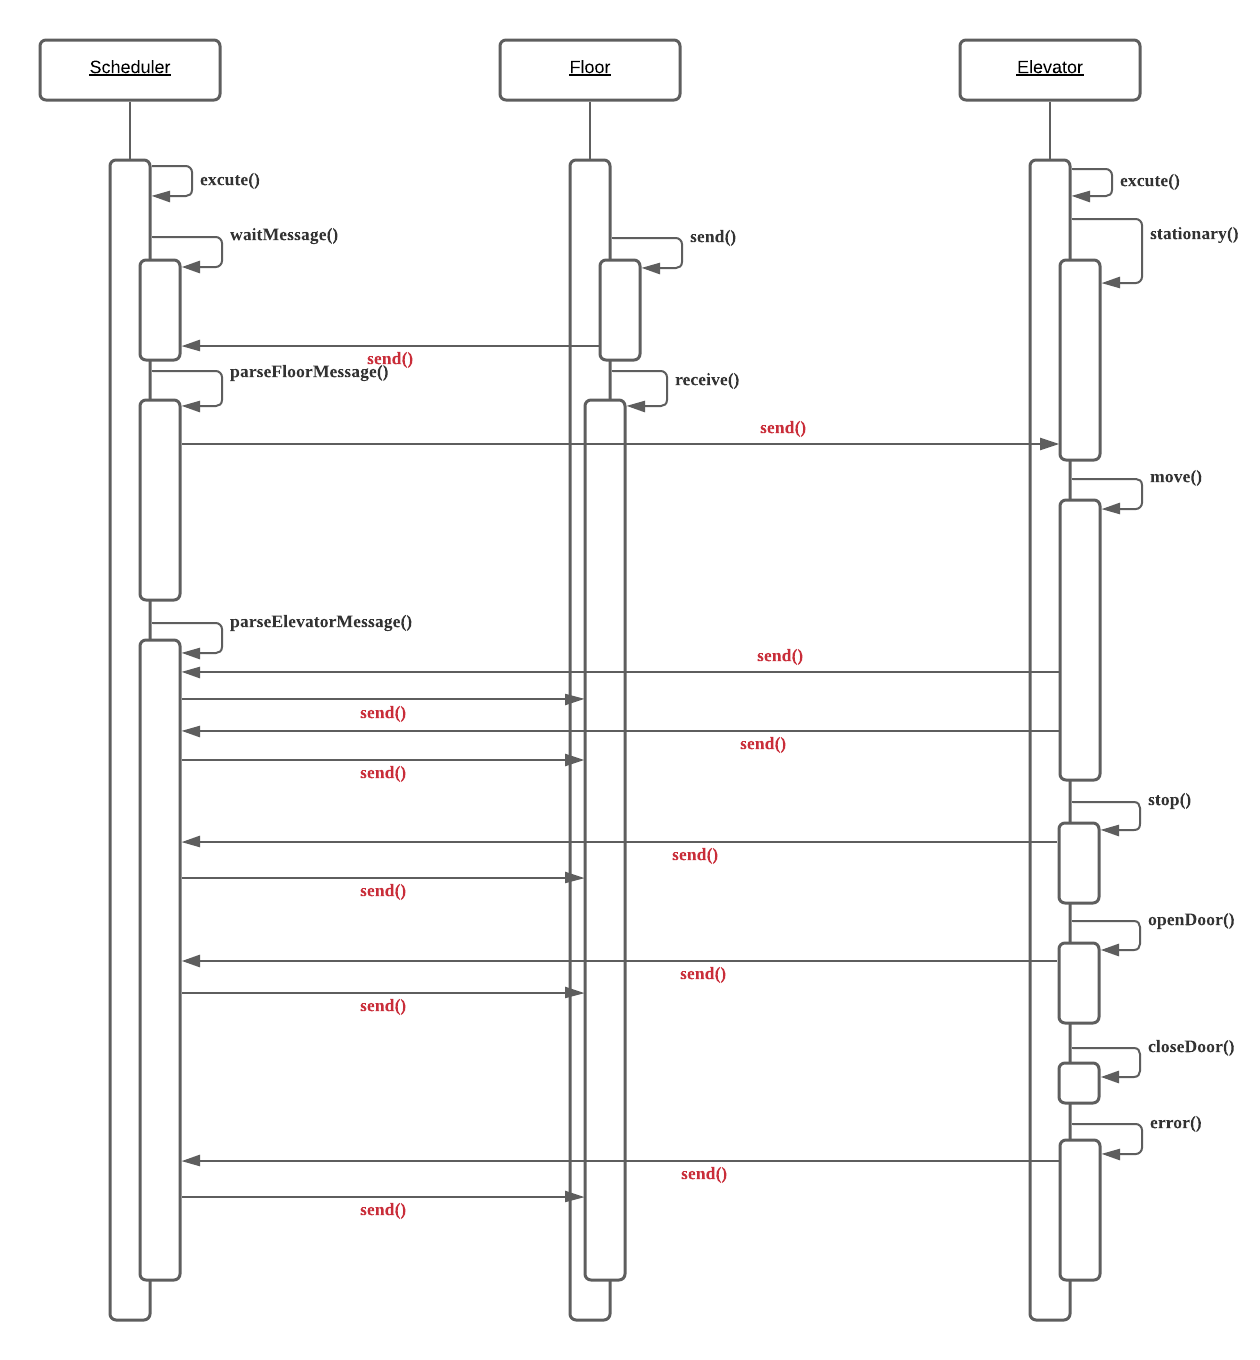 Scheduler
Floor
Elevator
excute()
excute()
waitMessage()
send()
stationary()
send()
parseFloorMessage()
receive()
send()
move()
parseElevatorMessage()
send()
send()
send()
send()
stop()
send()
send()
openDoor()
send()
send()
closeDoor()
error()
send()
send()